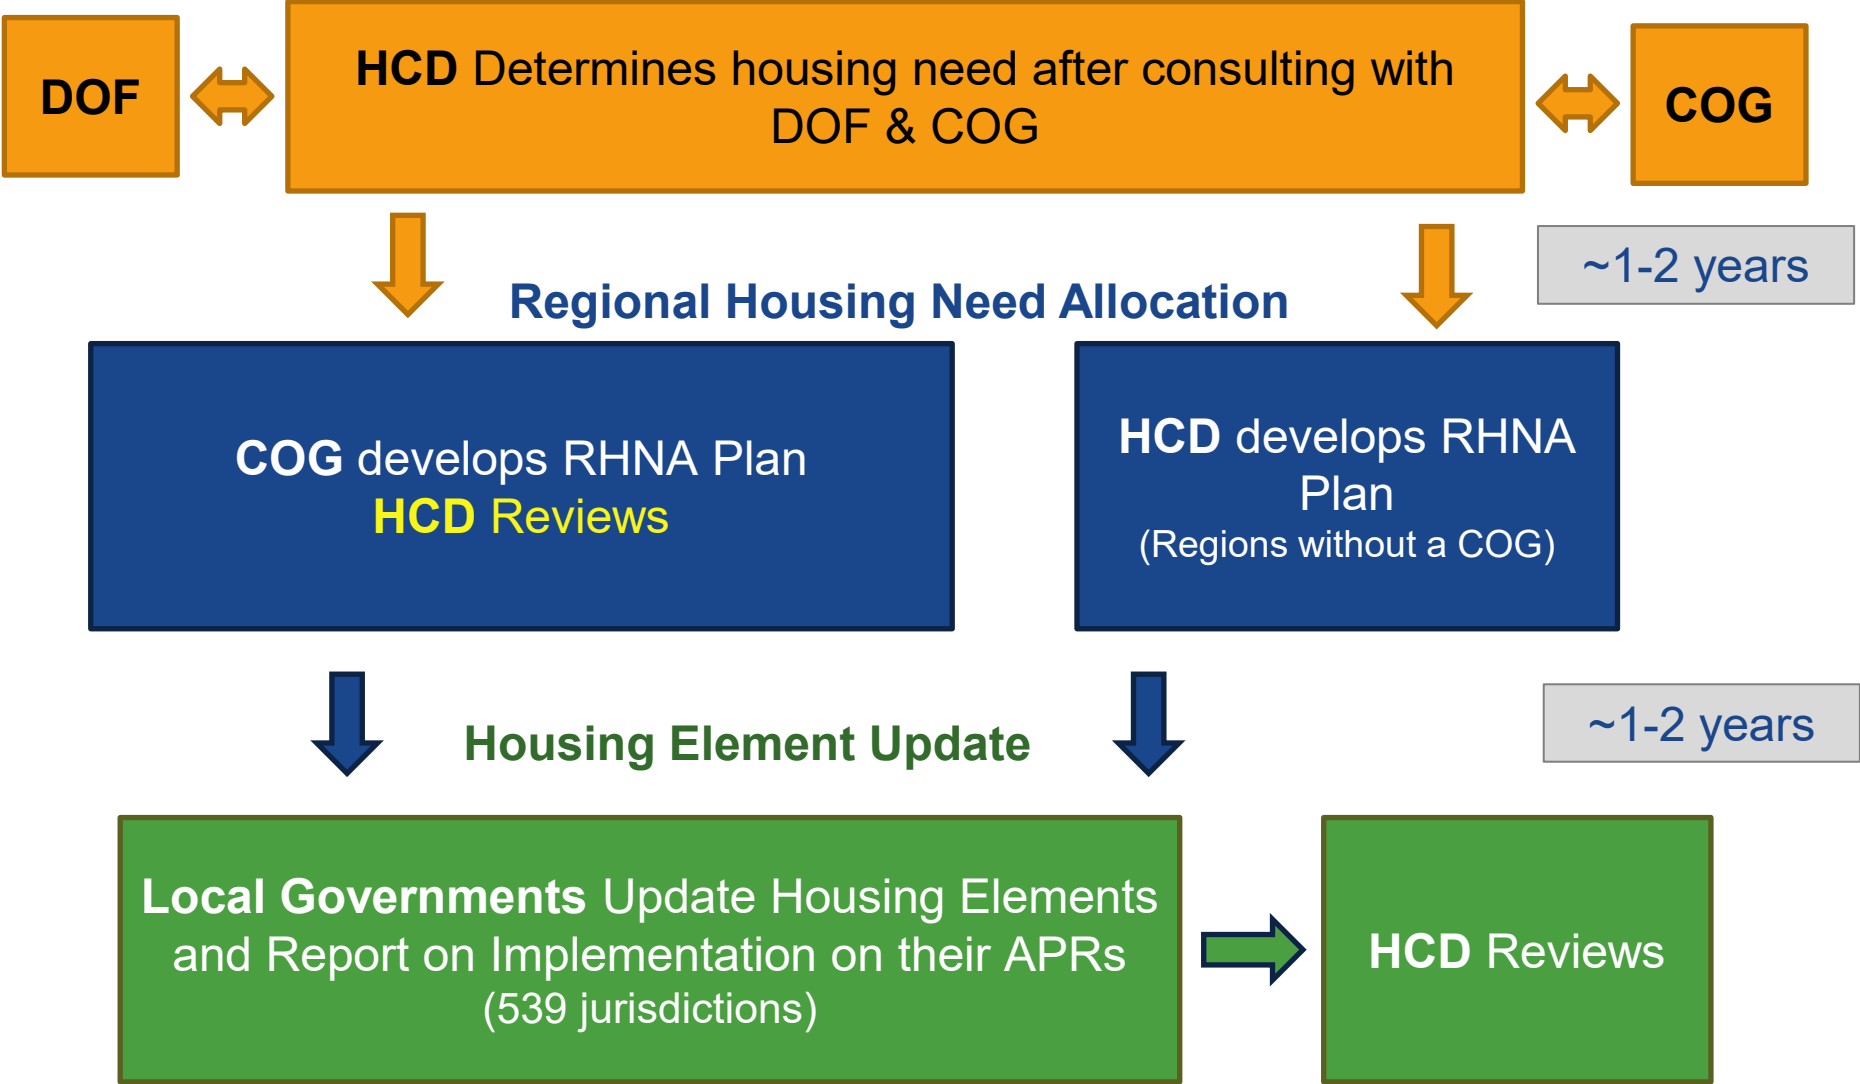 DOF
HCD Determines housing need after consulting with
DOF & COG
COG
~1-2 years
Regional Housing Need Allocation
COG develops RHNA Plan
HCD Reviews
HCD develops RHNA
Plan
(Regions without a COG)
~1-2 years
Housing Element Update
Local Governments Update Housing Elements
and Report on Implementation on their APRs
(539 jurisdictions)
HCD Reviews